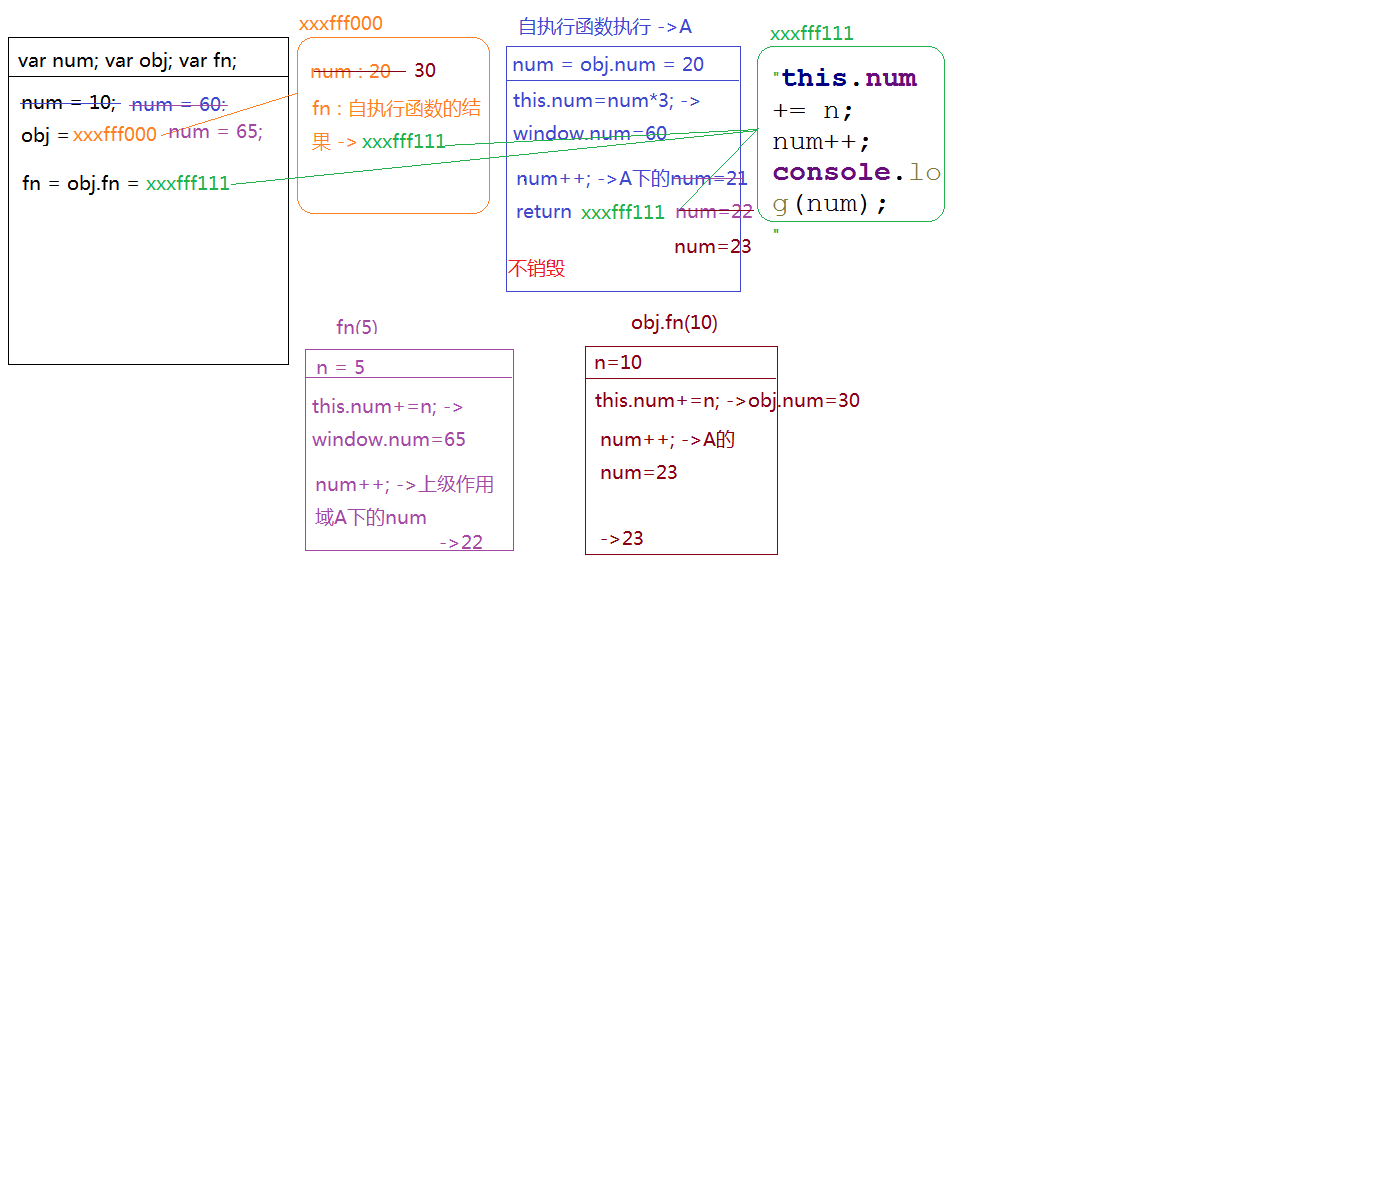 var num; var obj; var fn;
num = 10; num = 60;
obj = xxxfff000 num = 65;
fn = obj.fn = xxxfff111
xxxfff000
num : 20 30
fn : 自执行函数的结
果 -> xxxfff111
自执行函数执行 ->A
num = obj.num = 20
this.num=num*3; ->
window.num=60
num++; ->A下的num=21
return xxxfff111 num=22
num=23
不销毁
xxxfff111
"this.num
+= n;
num++;
console.lo
g(num);
"
fn(5)
n = 5
this.num+=n; ->
window.num=65
num++; ->上级作用
域A下的num
->22
obj.fn(10)
n=10
this.num+=n; ->obj.num=30
num++; ->A的
num=23
->23